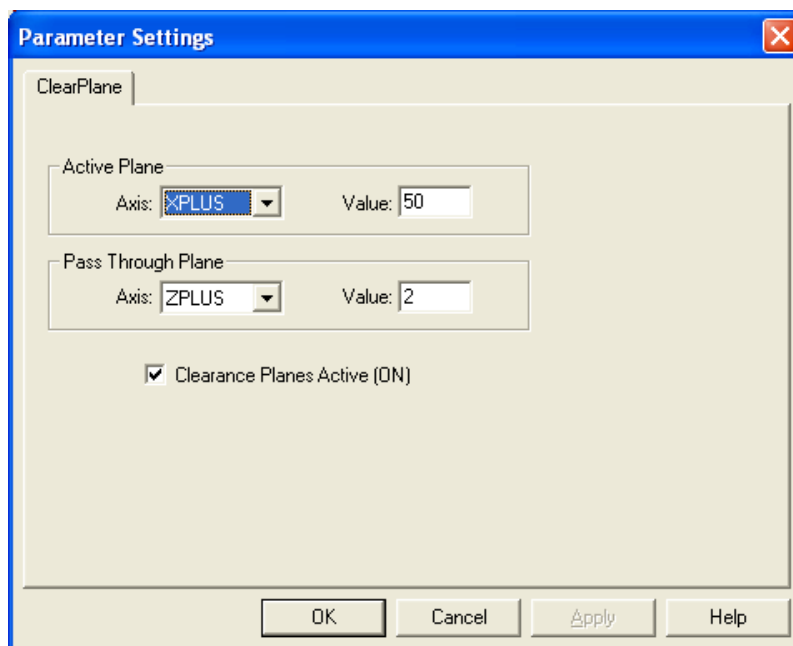 Parameter Settings
ClearPlane
Active Plane
Axis: XPLUS Value: 50
Pass Through Plane
Axis: ZPLUS Value: 2
Clearance Planes Active (ON)
OK Cancel Apply Help